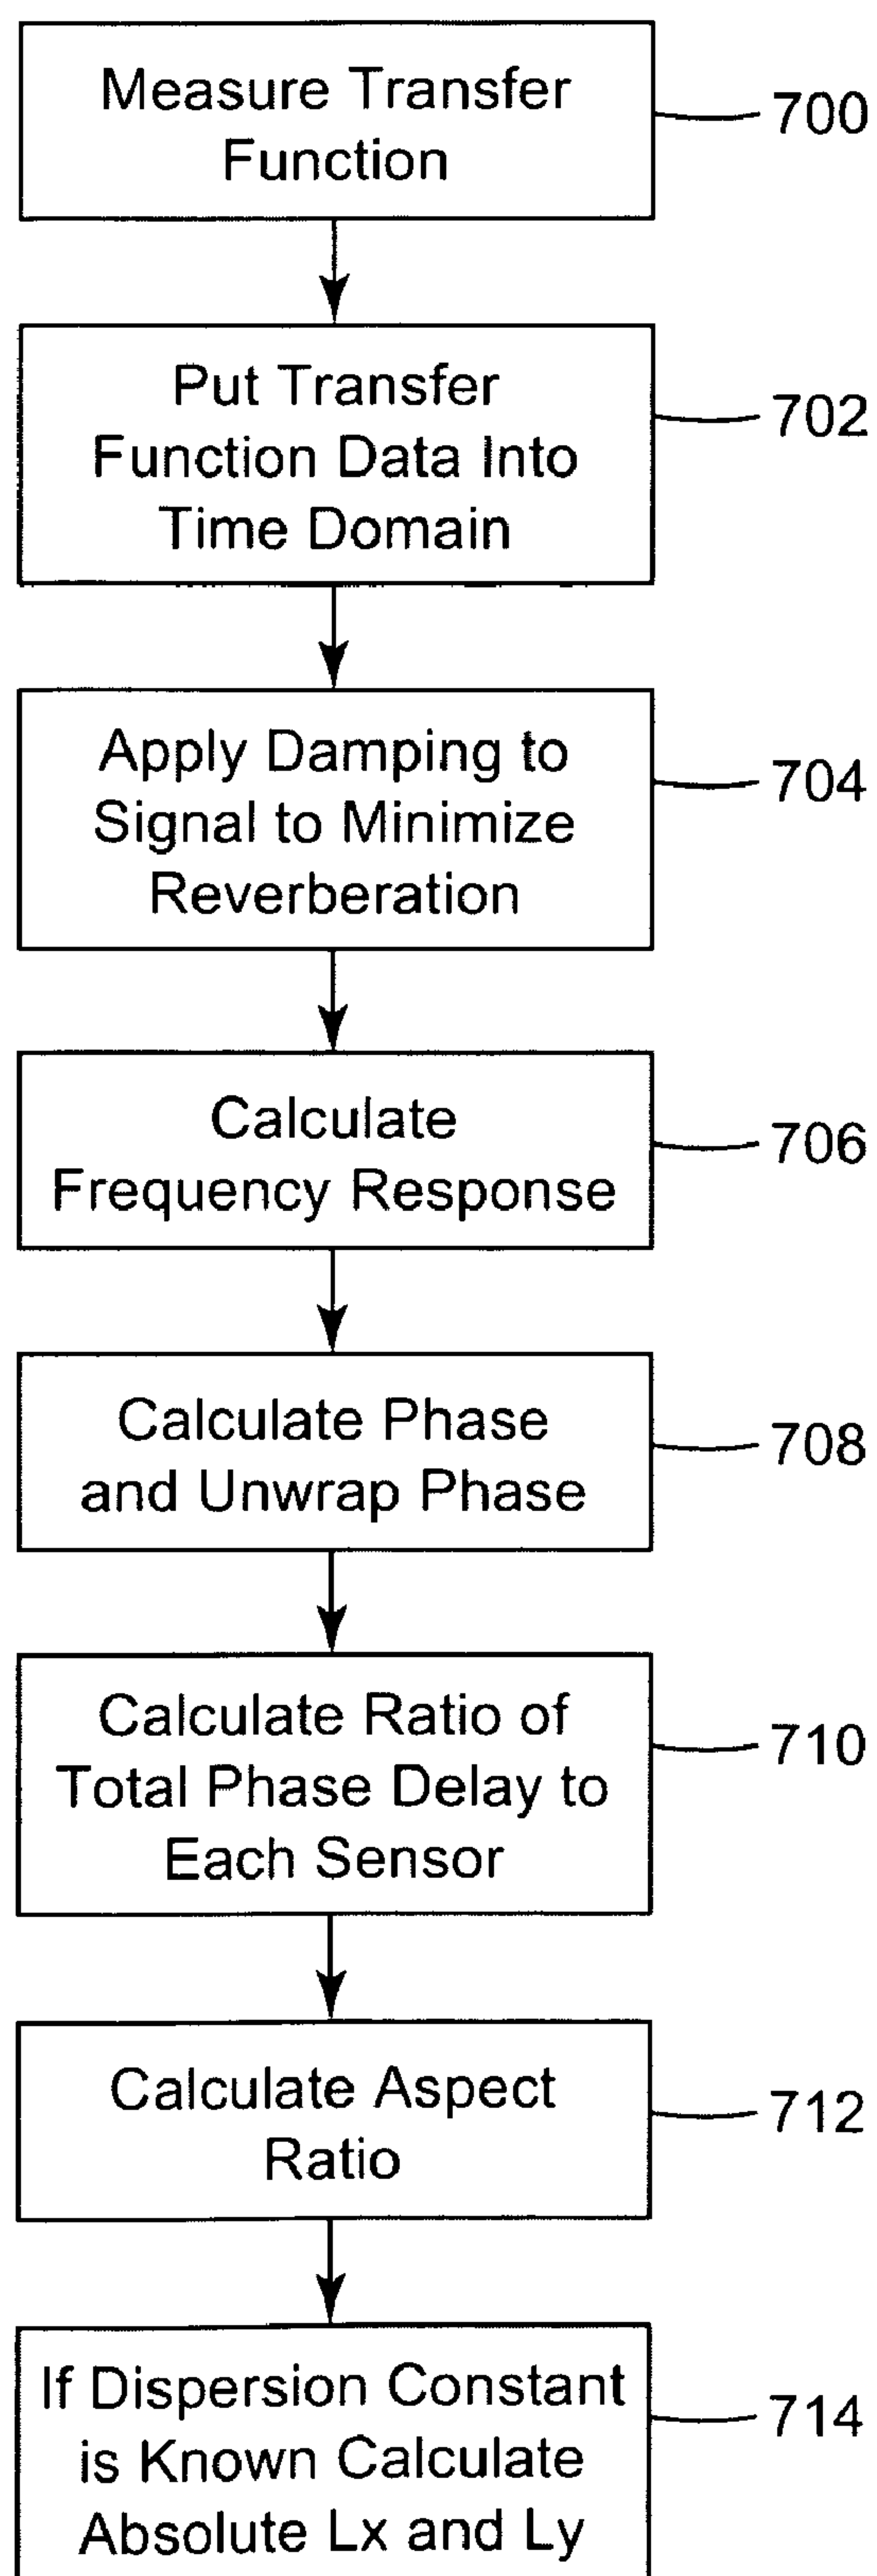 Measure Transfer
Function
700
Put Transfer
Function Data Into
Time Domain
702
Apply Damping to
Signal to Minimize
Reverberation
704
Calculate
Frequency Response
706
Calculate Phase
and Unwrap Phase
708
Calculate Ratio of
Total Phase Delay to
Each Sensor
710
Calculate Aspect
Ratio
712
If Dispersion Constant
is Known Calculate
Absolute Lx and Ly
714